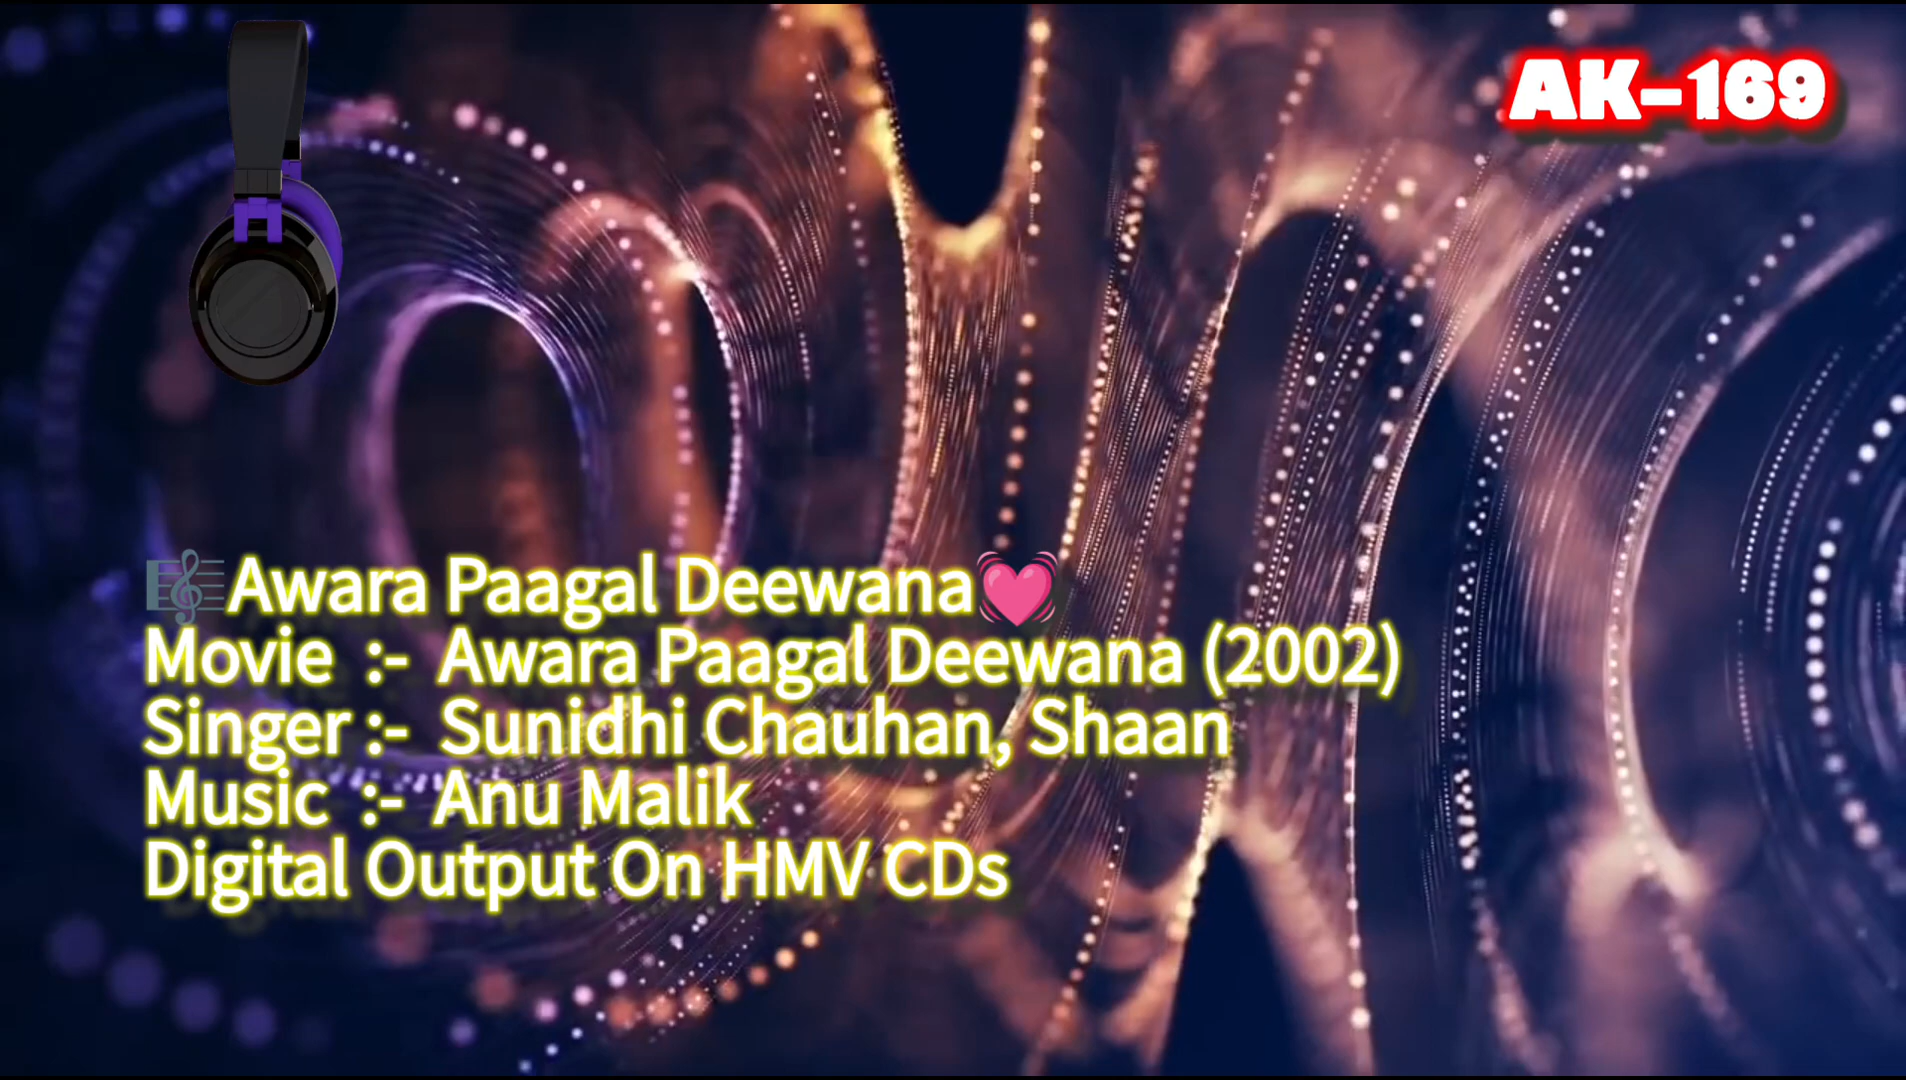 AK-169
🎼Awara Paagal Deewana💓
Movie :- Awara Paagal Deewana (2002)
Singer :- Sunidhi Chauhan, Shaan
Music :- Anu Malik
Digital Output On HMV CDs